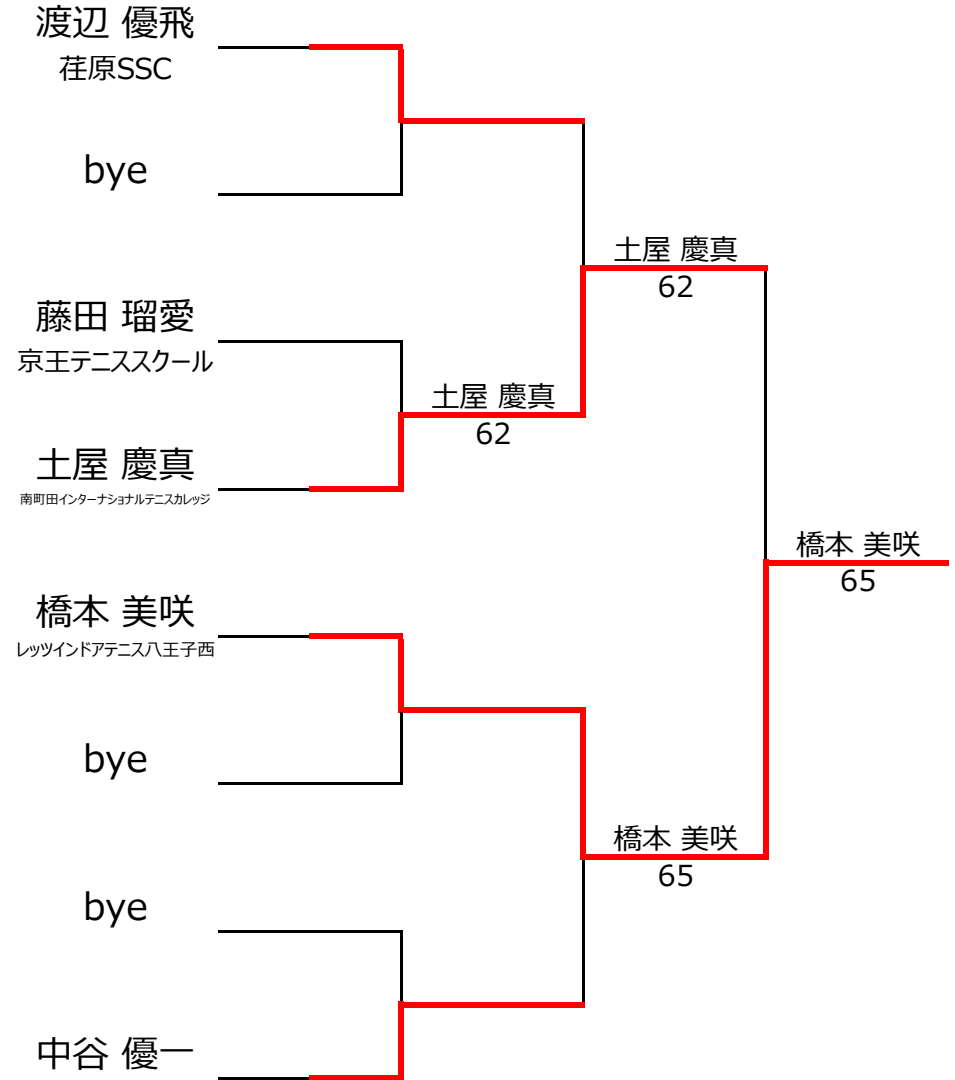 渡辺 優飛
荏原SSC
bye
土屋 慶真
62
藤田 瑠愛
京王テニススクール
土屋 慶真
62
土屋 慶真
南町田インターナショナルテニスカレッジ
橋本 美咲
65
橋本 美咲
レッツインドアテニス八王子西
bye
橋本 美咲
65
bye
中谷 優一